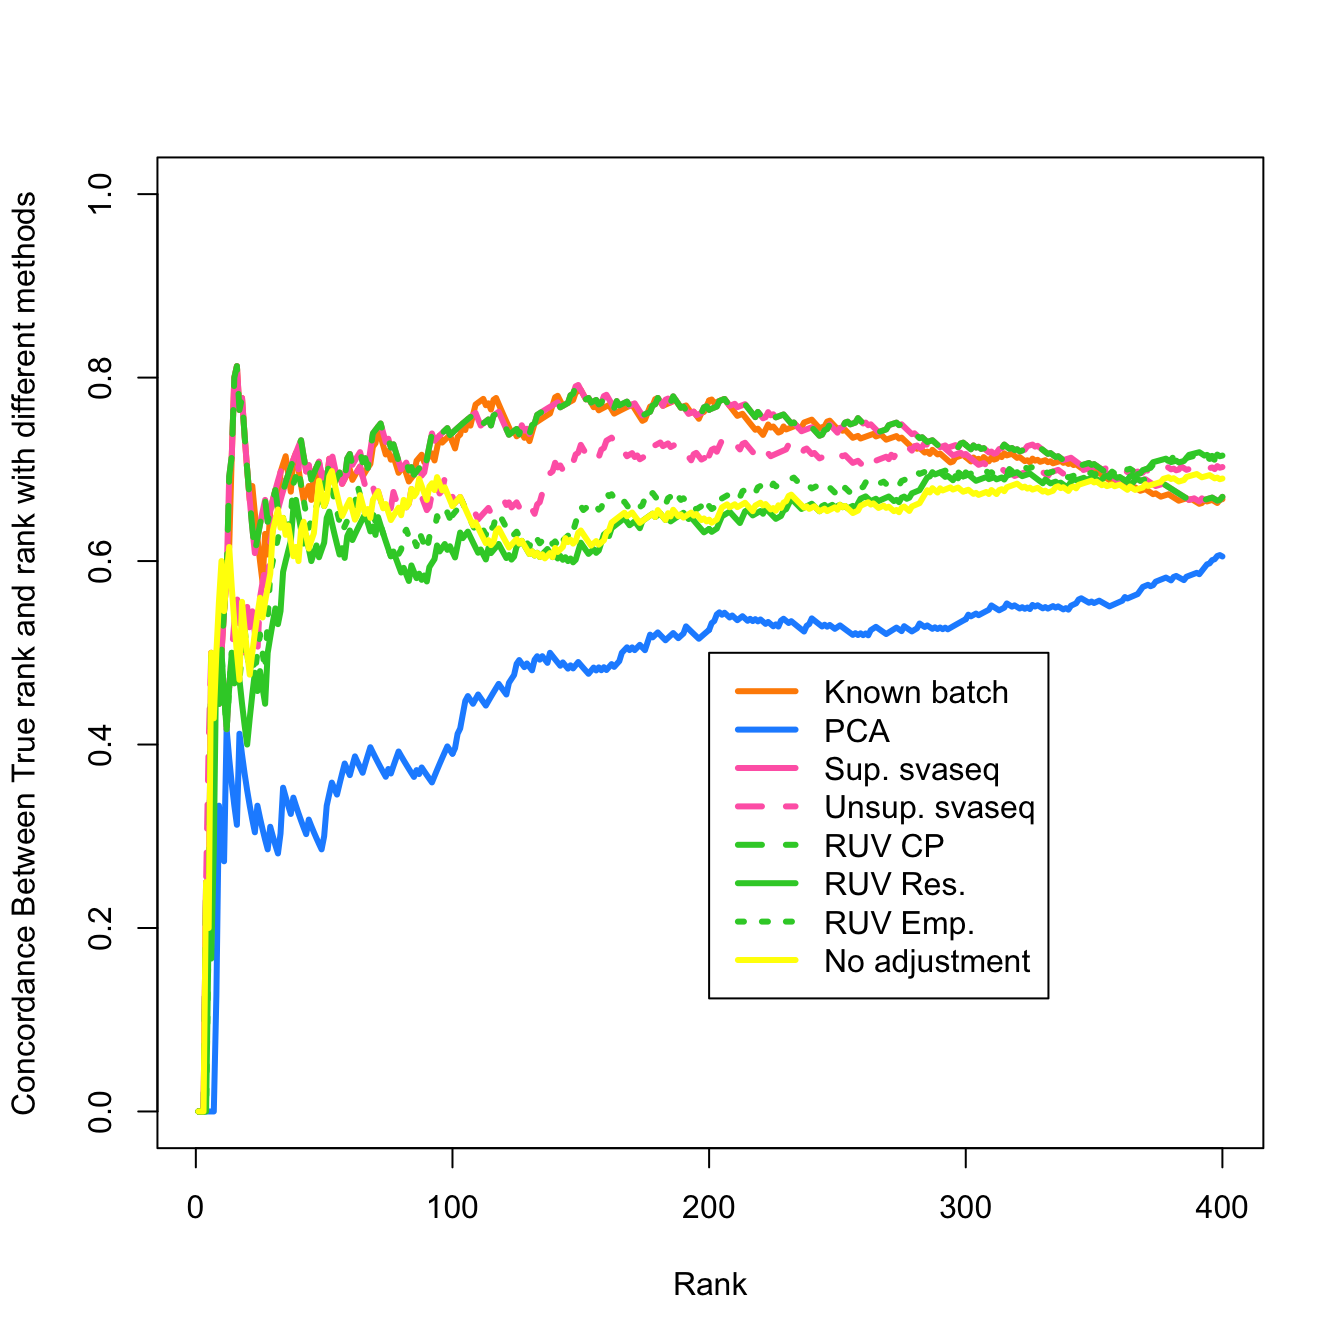 Concordance Between True rank and rank with different methods
1.0
0.8
0.6
0.4
0.2
0.0
Known batch
PCA
Sup. svaseq
Unsup. svaseq
RUV CP
RUV Res.
RUV Emp.
No adjustment
0 100 200 300 400
Rank